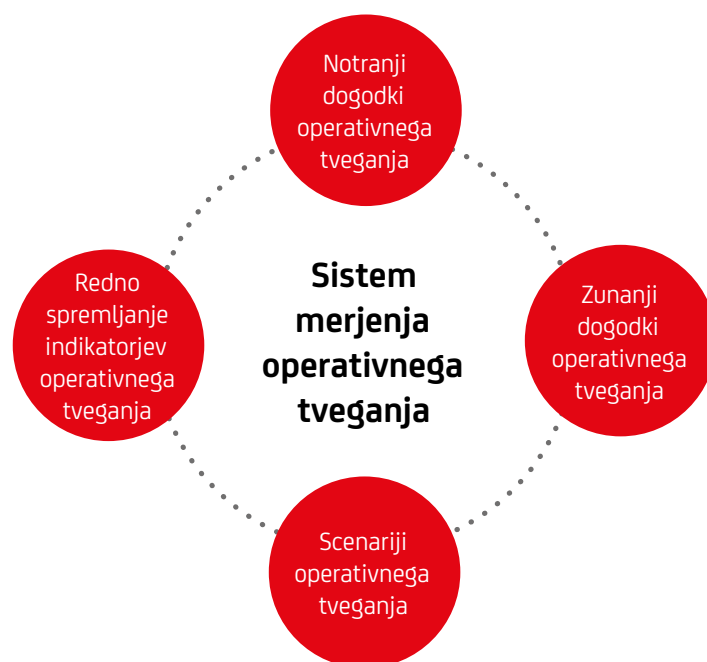 Notranji
dogodki
operativnega
tveganja
Redno
spremljanje
indikatorjev
operativnega
tveganja
Sistem
merjenja
operativnega
tveganja
Zunanji
dogodki
operativnega
tveganja
Scenariji
operativnega
tveganja